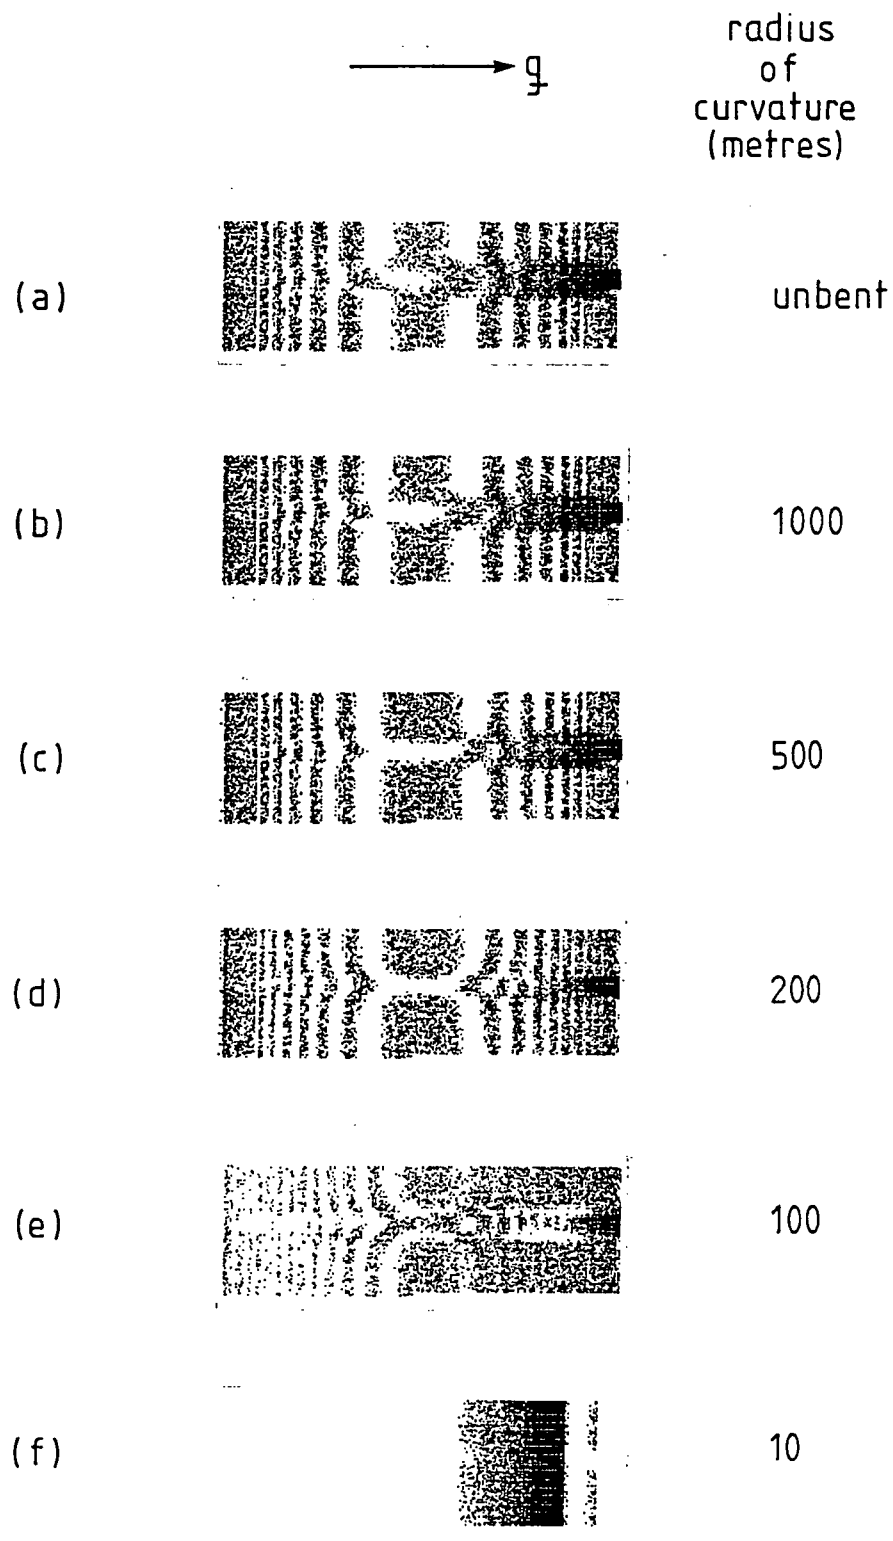 g
radius
of
curvature
(metres)
(a)
unbent
(b)
1000
(c)
500
(d)
200
(e)
100
(f)
10